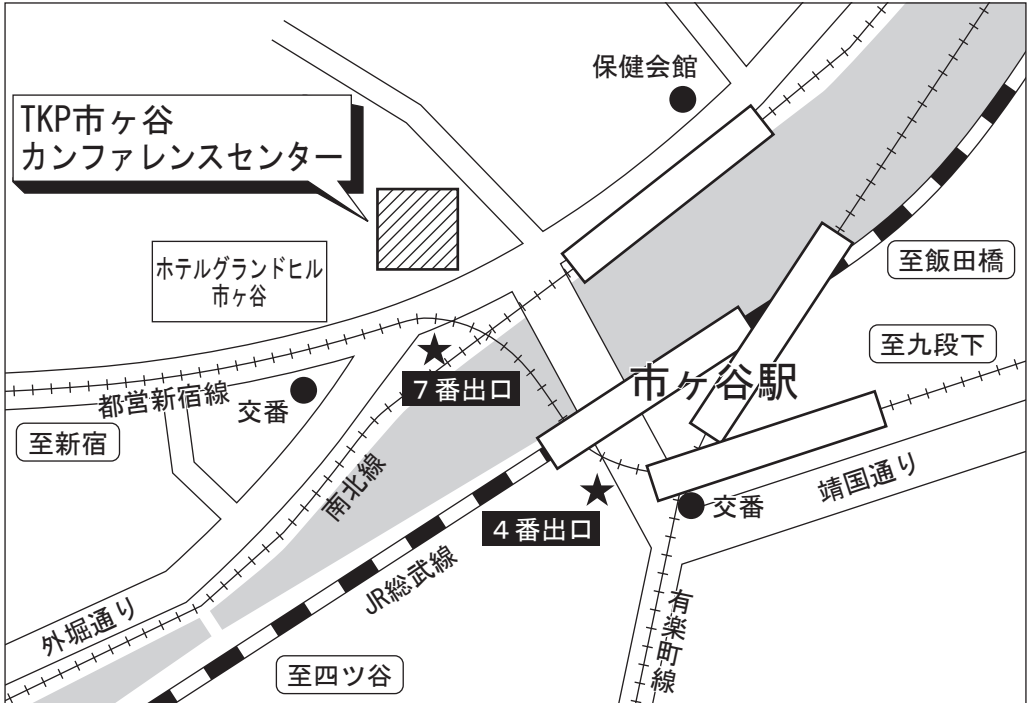 保健会館
TKP市ヶ谷
カンファレンスセンター
ホテルグランドヒル
市ヶ谷
至飯田橋
至九段下
市ヶ谷駅
7番出口
都営新宿線
交番
至新宿
南北線
靖国通り
交番
4番出口
JR総武線
外堀通り
有楽町線
至四ツ谷